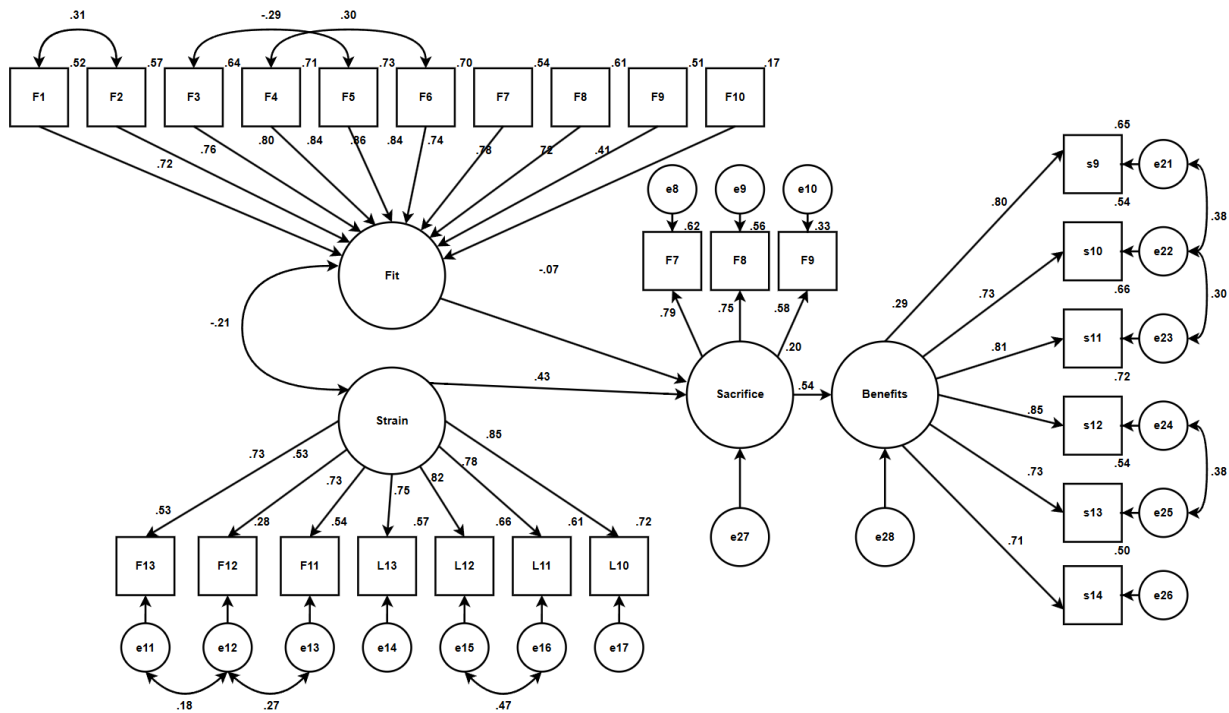 .31
-.29
.30
.52
.57
.64
.71
.73
.70
.54
.61
.51
.17
F1
F2
F3
F4
F5
F6
F7
F8
F9
F10
.72
.76
.80
.84
.86
.84
.74
.78
.72
.41
Fit
-.07
-.21
Strain
.43
e8
e9
e10
.62
.56
.33
F7
F8
F9
.79
.75
.58
.20
Sacrifice
.54
.29
Benefits
e27
e28
.80
.73
.81
.85
.73
.71
.65
s9
e21
.38
.54
s10
e22
.30
.66
s11
e23
.72
s12
e24
.38
.54
s13
e25
.50
s14
e26
.73
.53
.73
.75
.82
.78
.85
.53
.28
.54
.57
.66
.61
.72
F13
F12
F11
L13
L12
L11
L10
e11
e12
e13
e14
e15
e16
e17
.18
.27
.47